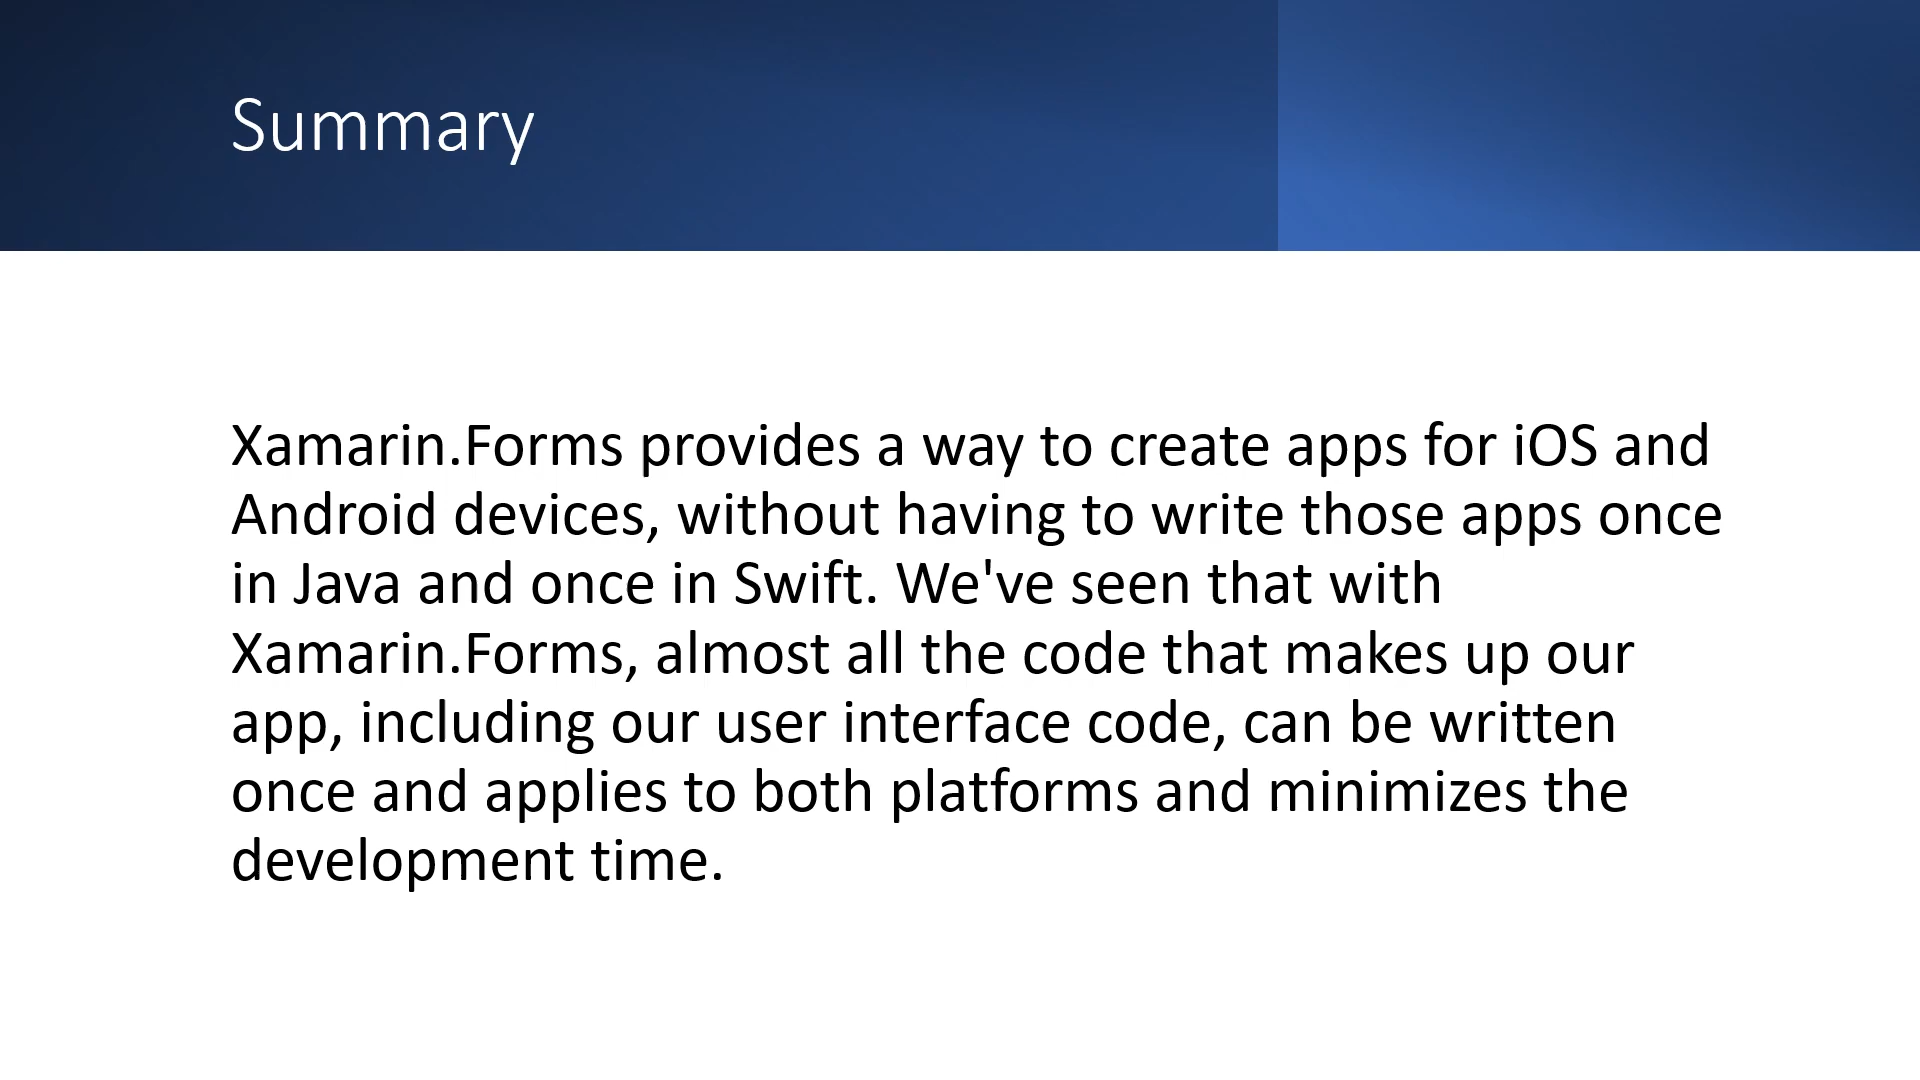 Summary
Xamarin.Forms provides a way to create apps for iOS and
Android devices, without having to write those apps once
in Java and once in Swift. We've seen that with
Xamarin.Forms, almost all the code that makes up our
app, including our user interface code, can be written
once and applies to both platforms and minimizes the
development time.